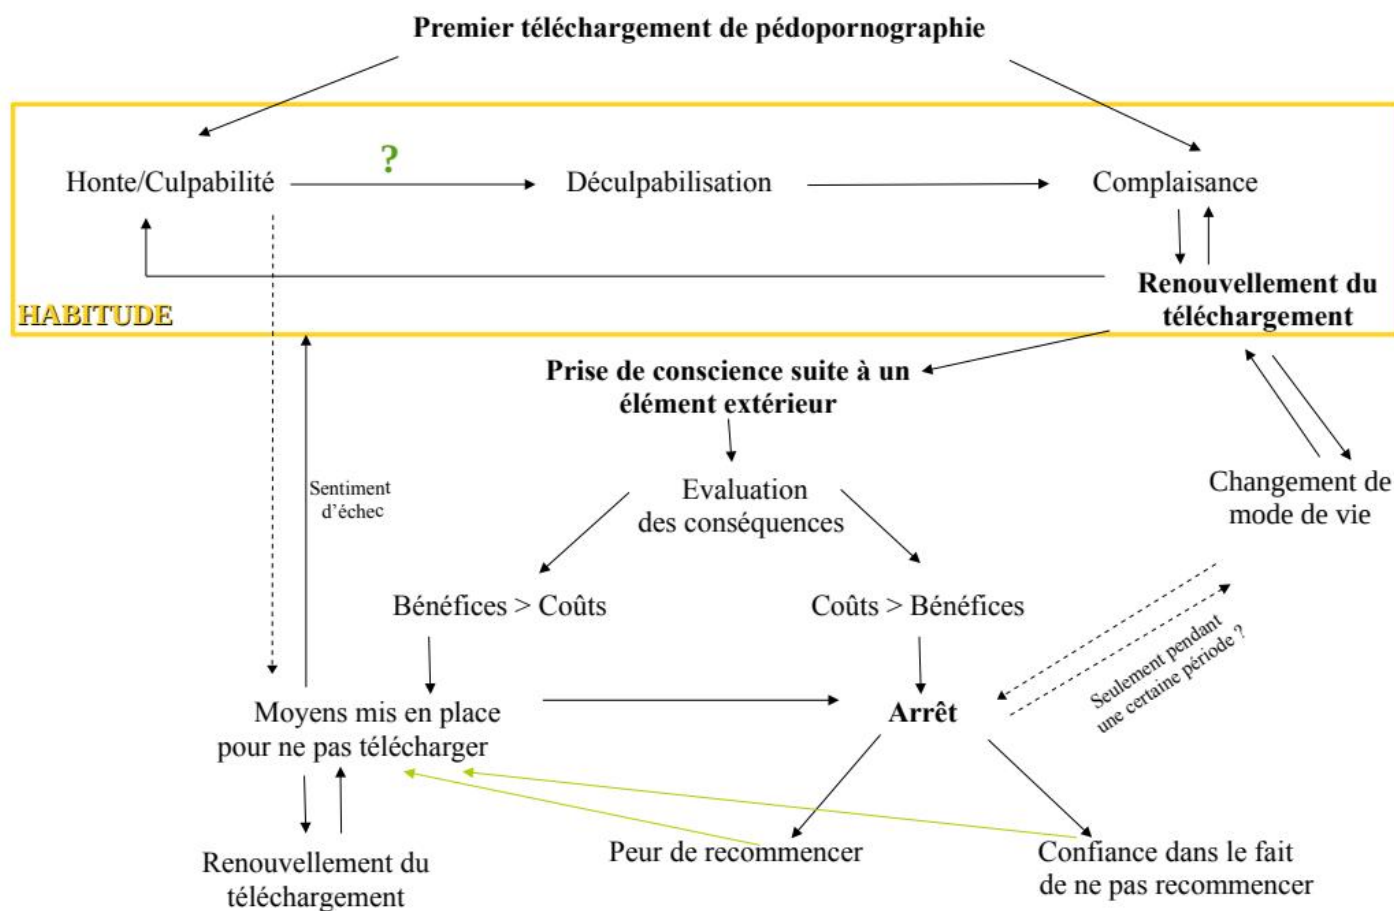 Premier téléchargement de pédopornographie
?
Honte/Culpabilité
Déculpabilisation
Complaisance
Renouvellement du
téléchargement
HABITUDE
Prise de conscience suite à un
élément extérieur
Sentiment
d'échec
Evaluation
des conséquences
Changement de
mode de vie
Bénéfices > Coûts
Coûts > Bénéfices
Seulement pendant
une certaine période ?
Moyens mis en place
pour ne pas télécharger
Arrêt
Renouvellement du
téléchargement
Peur de recommencer
Confiance dans le fait
de ne pas recommencer